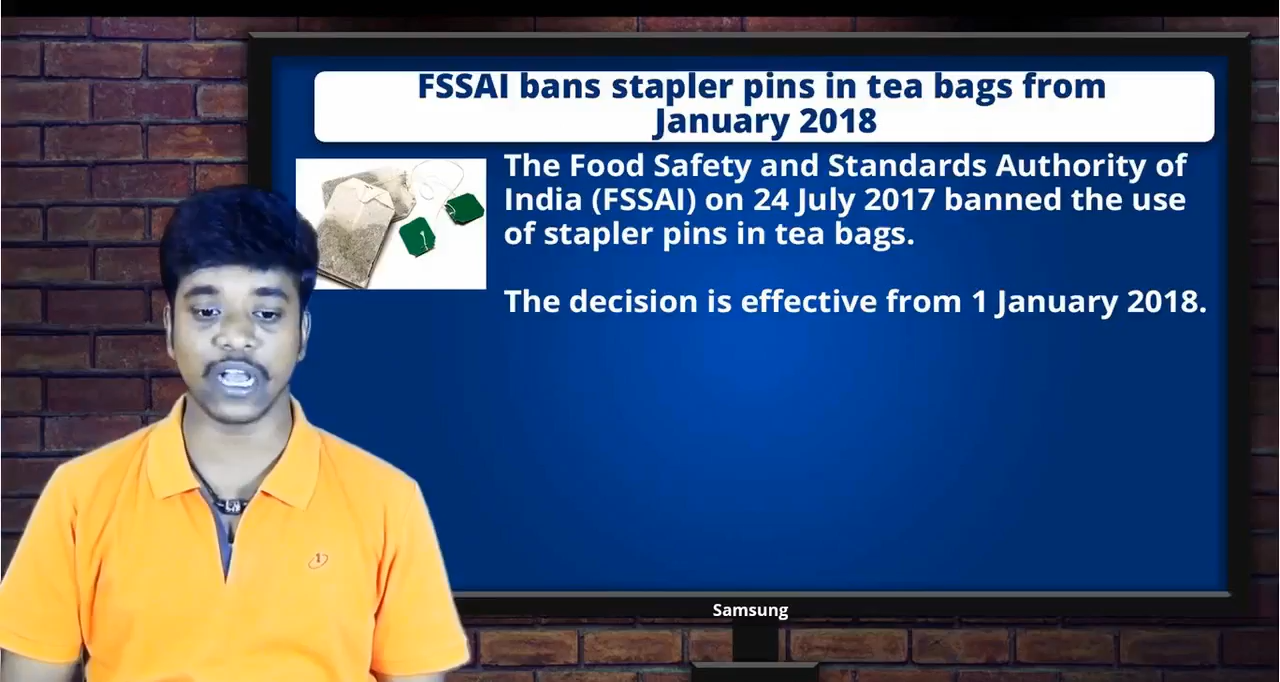 FSSAI bans stapler pins in tea bags from
January 2018
The Food Safety and Standards Authority of
India (FSSAI) on 24 July 2017 banned the use
of stapler pins in tea bags.
The decision is effective from 1 January 2018.
Samsung
1